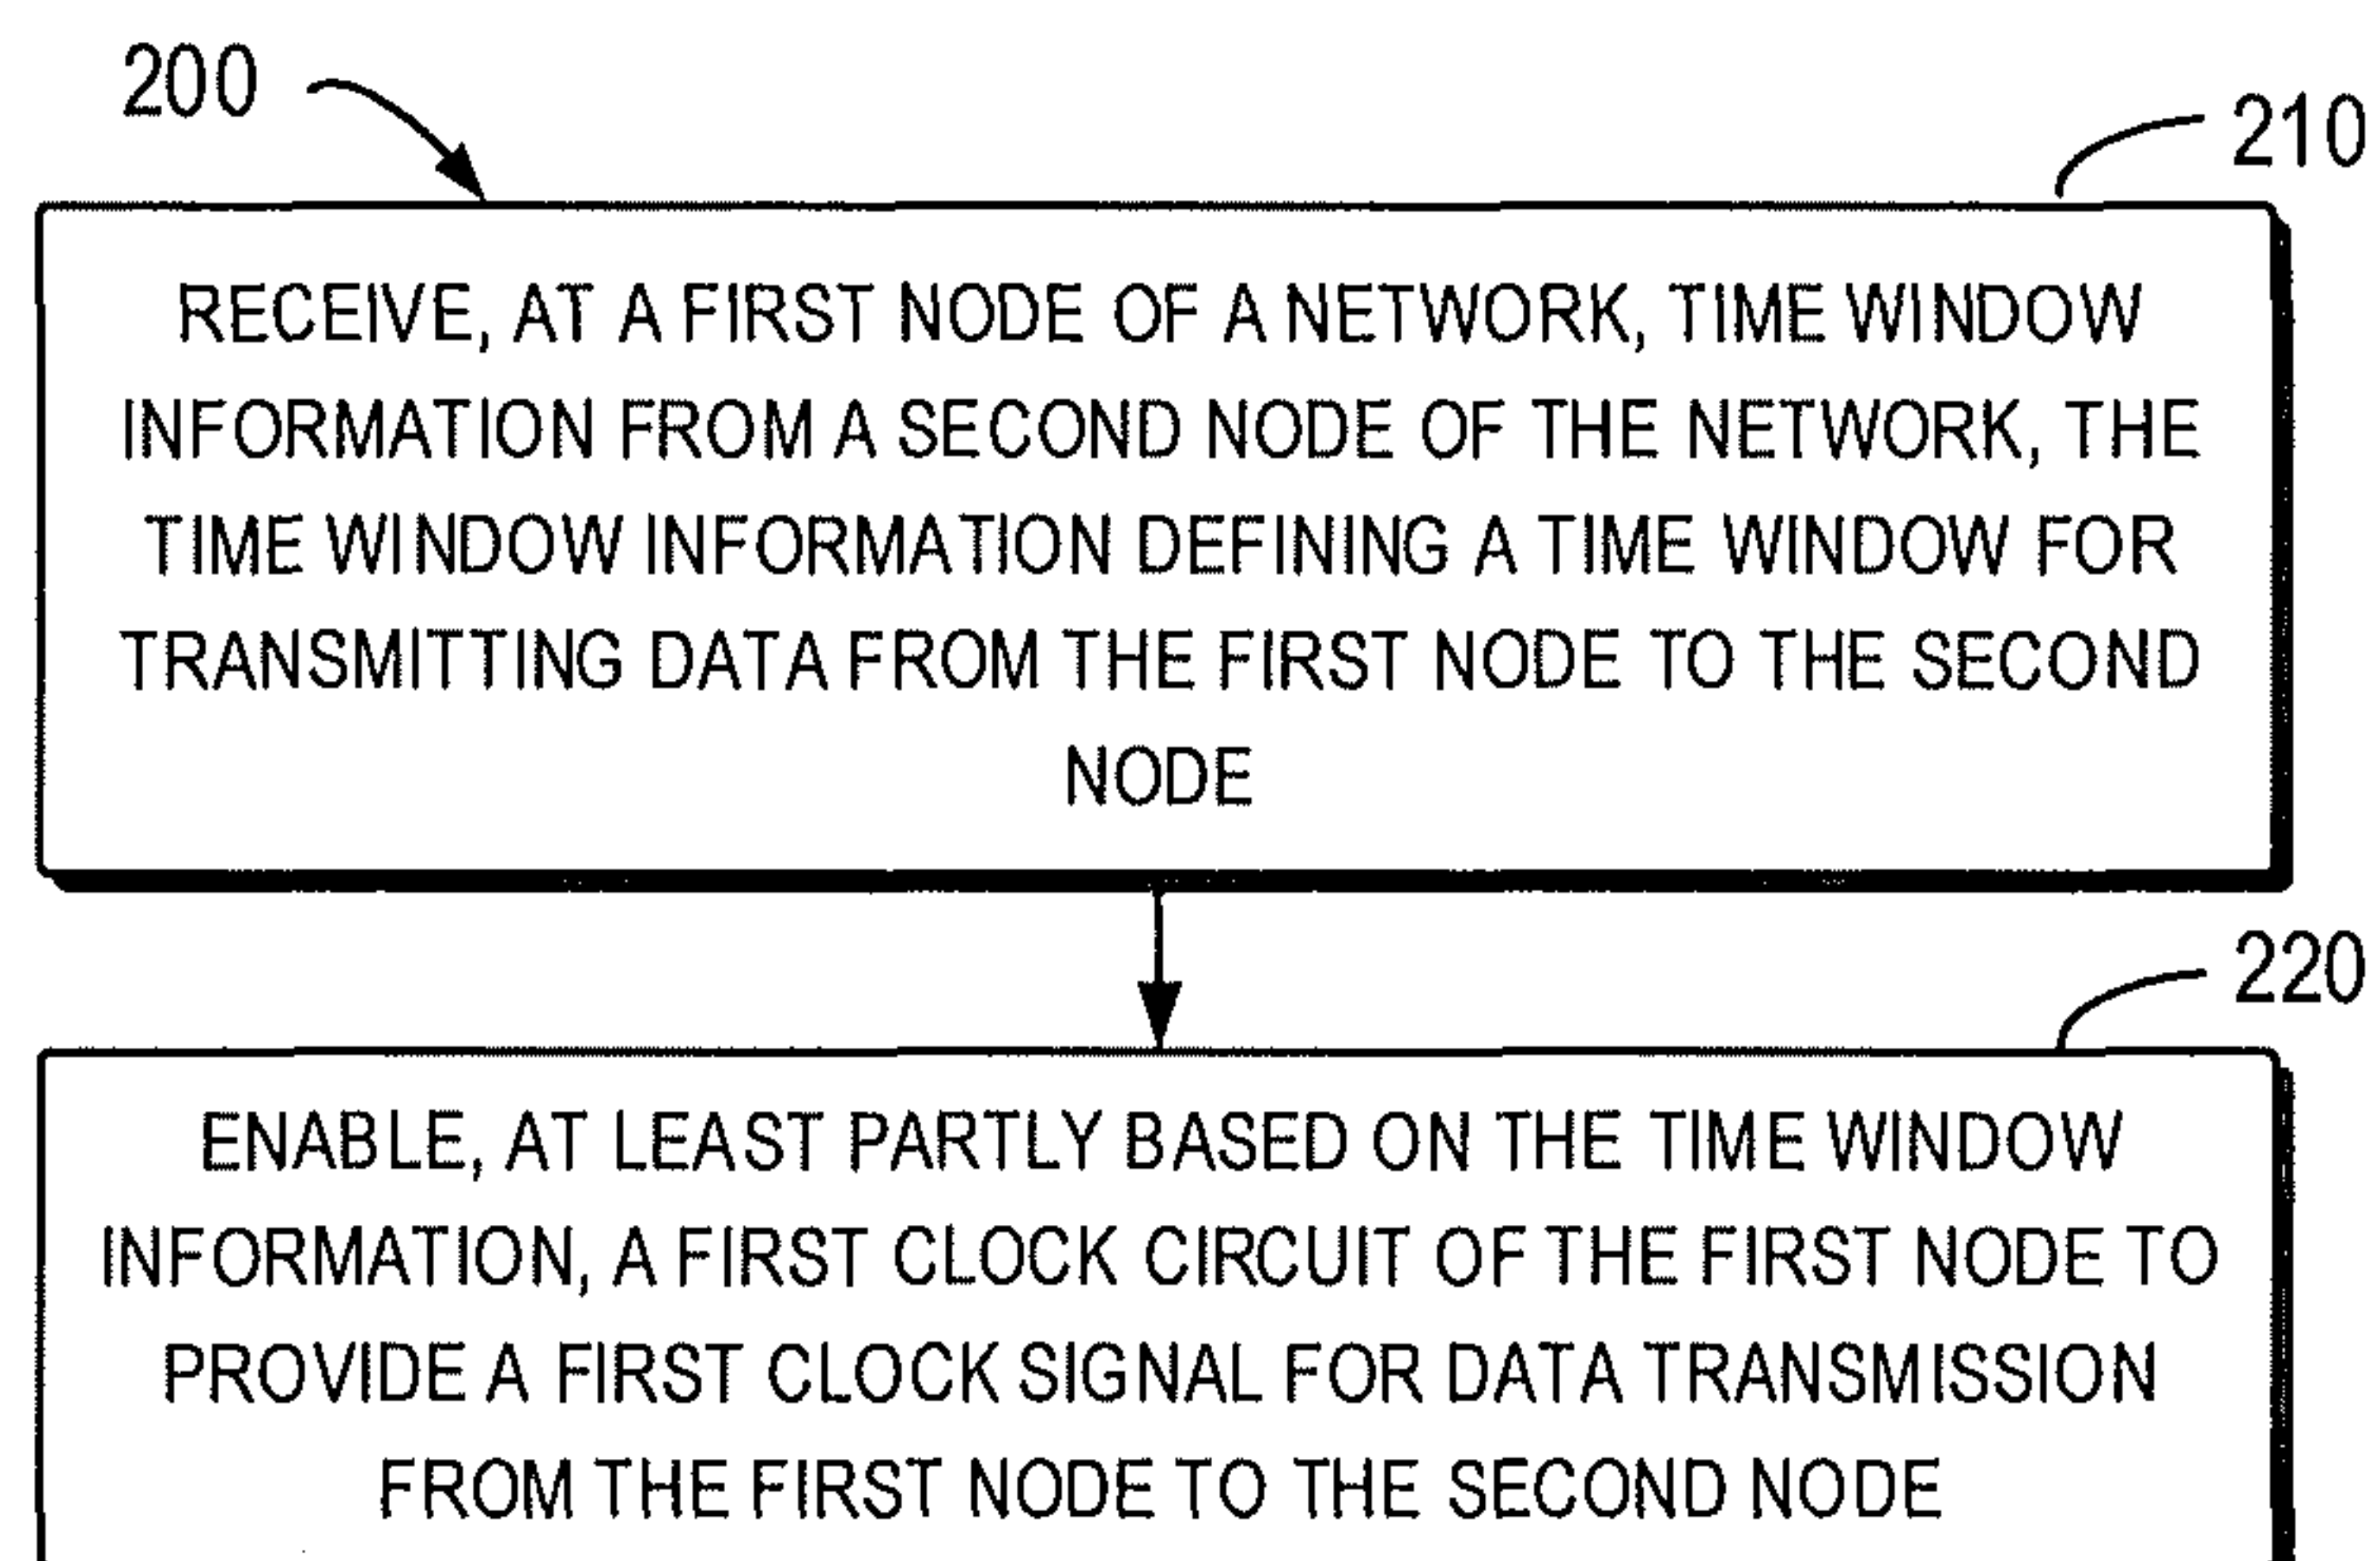 200
210
RECEIVE, AT A FIRST NODE OF A NETWORK, TIME WINDOW
INFORMATION FROM A SECOND NODE OF THE NETWORK, THE
TIME WINDOW INFORMATION DEFINING A TIME WINDOW FOR
TRANSMITTING DATA FROM THE FIRST NODE TO THE SECOND
NODE
220
ENABLE, AT LEAST PARTLY BASED ON THE TIME WINDOW
INFORMATION, A FIRST CLOCK CIRCUIT OF THE FIRST NODE TO
PROVIDE A FIRST CLOCK SIGNAL FOR DATA TRANSMISSION
FROM THE FIRST NODE TO THE SECOND NODE